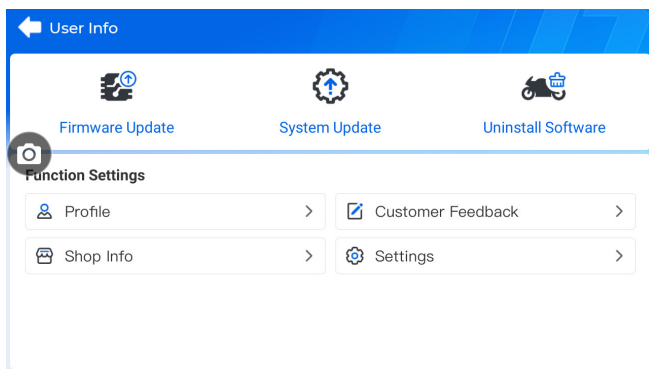 User Info
Firmware Update
System Update
Uninstall Software
Function Settings
Profile
Customer Feedback
Shop Info
Settings